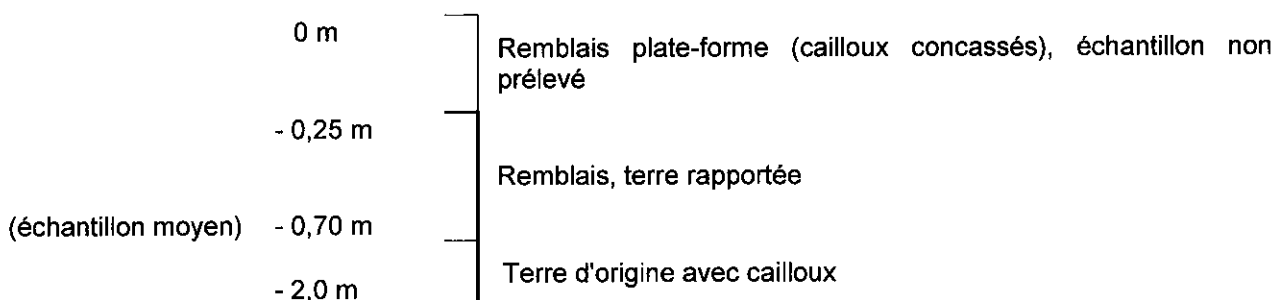 0 m
Remblais plate-forme (cailloux concassés), échantillon non
prélevé
- 0,25 m
Remblais, terre rapportée
(échantillon moyen) - 0,70 m
Terre d'origine avec cailloux
- 2,0 m